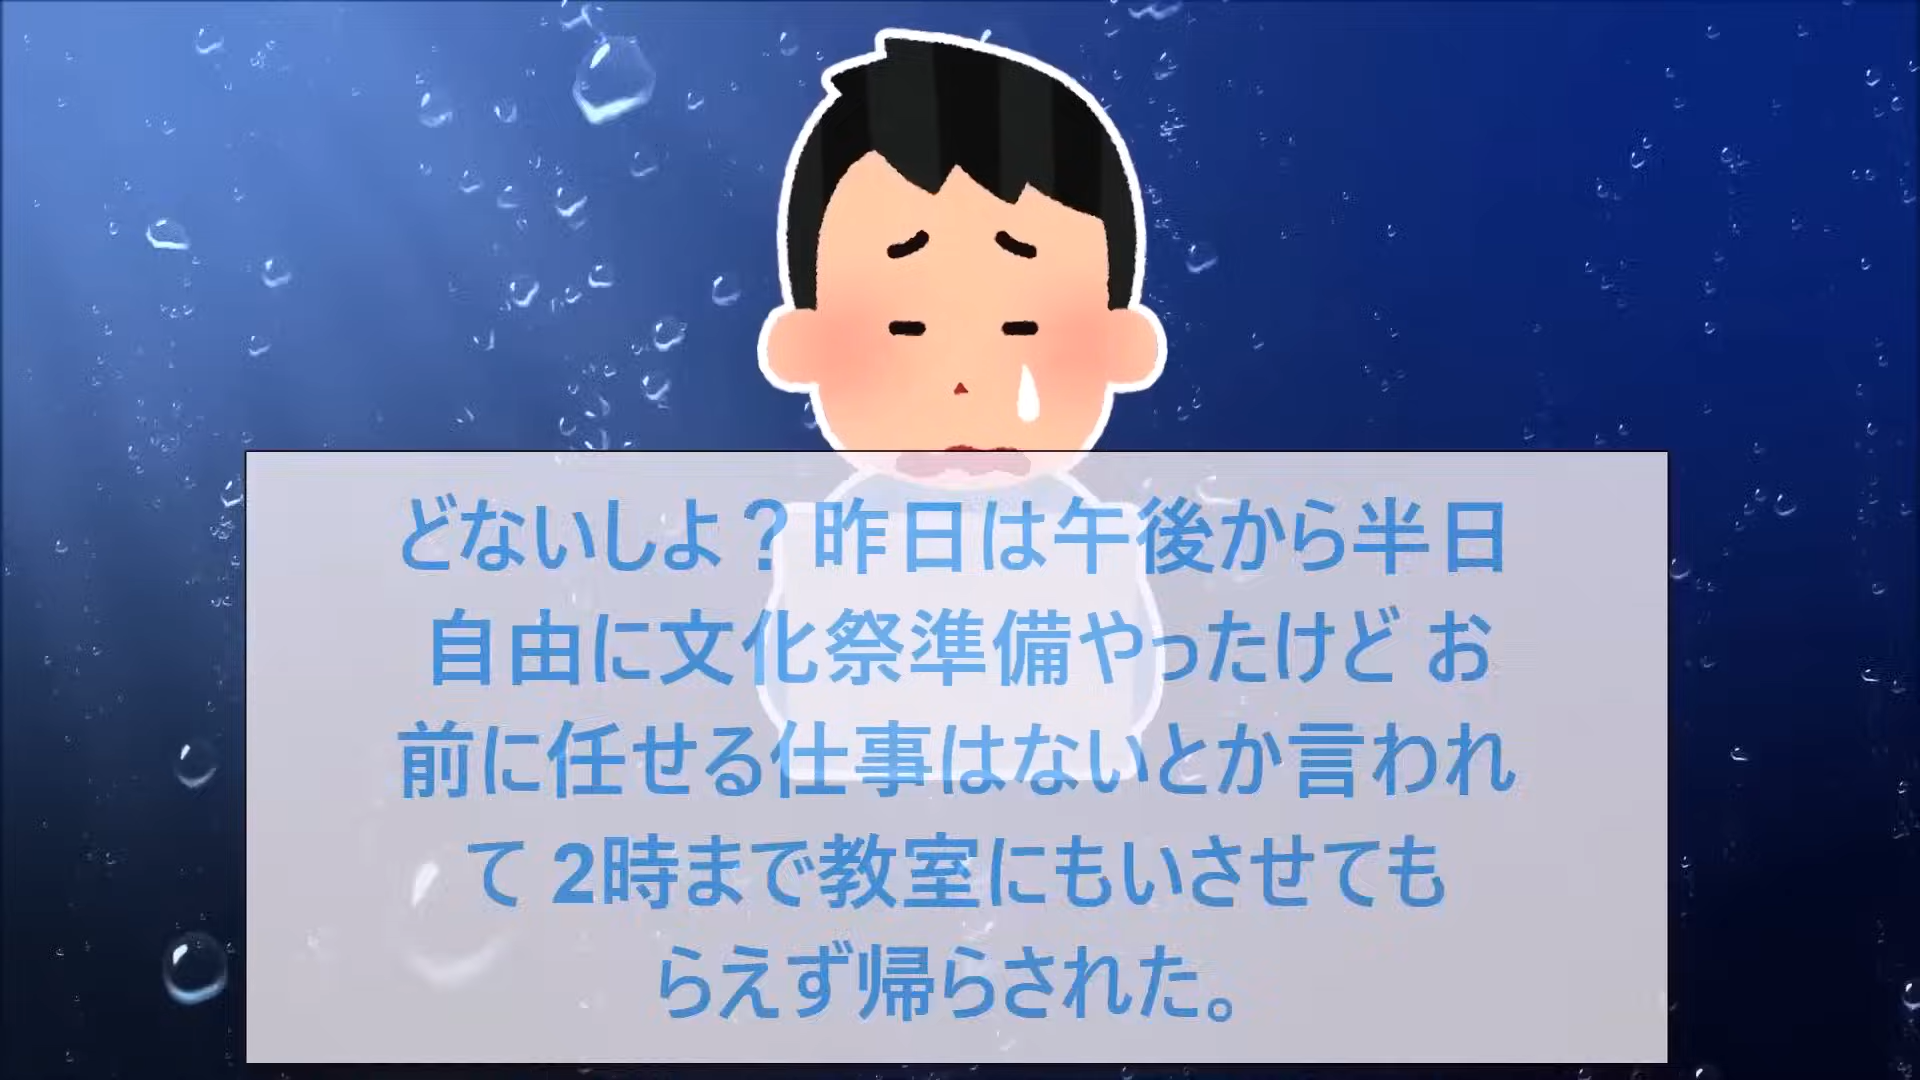 どないしよ？昨日は午後から半日
自由に文化祭準備やったけど お
前に任せる仕事はないとか言われ
て 2時まで教室にもいさせても
らえず帰らされた。